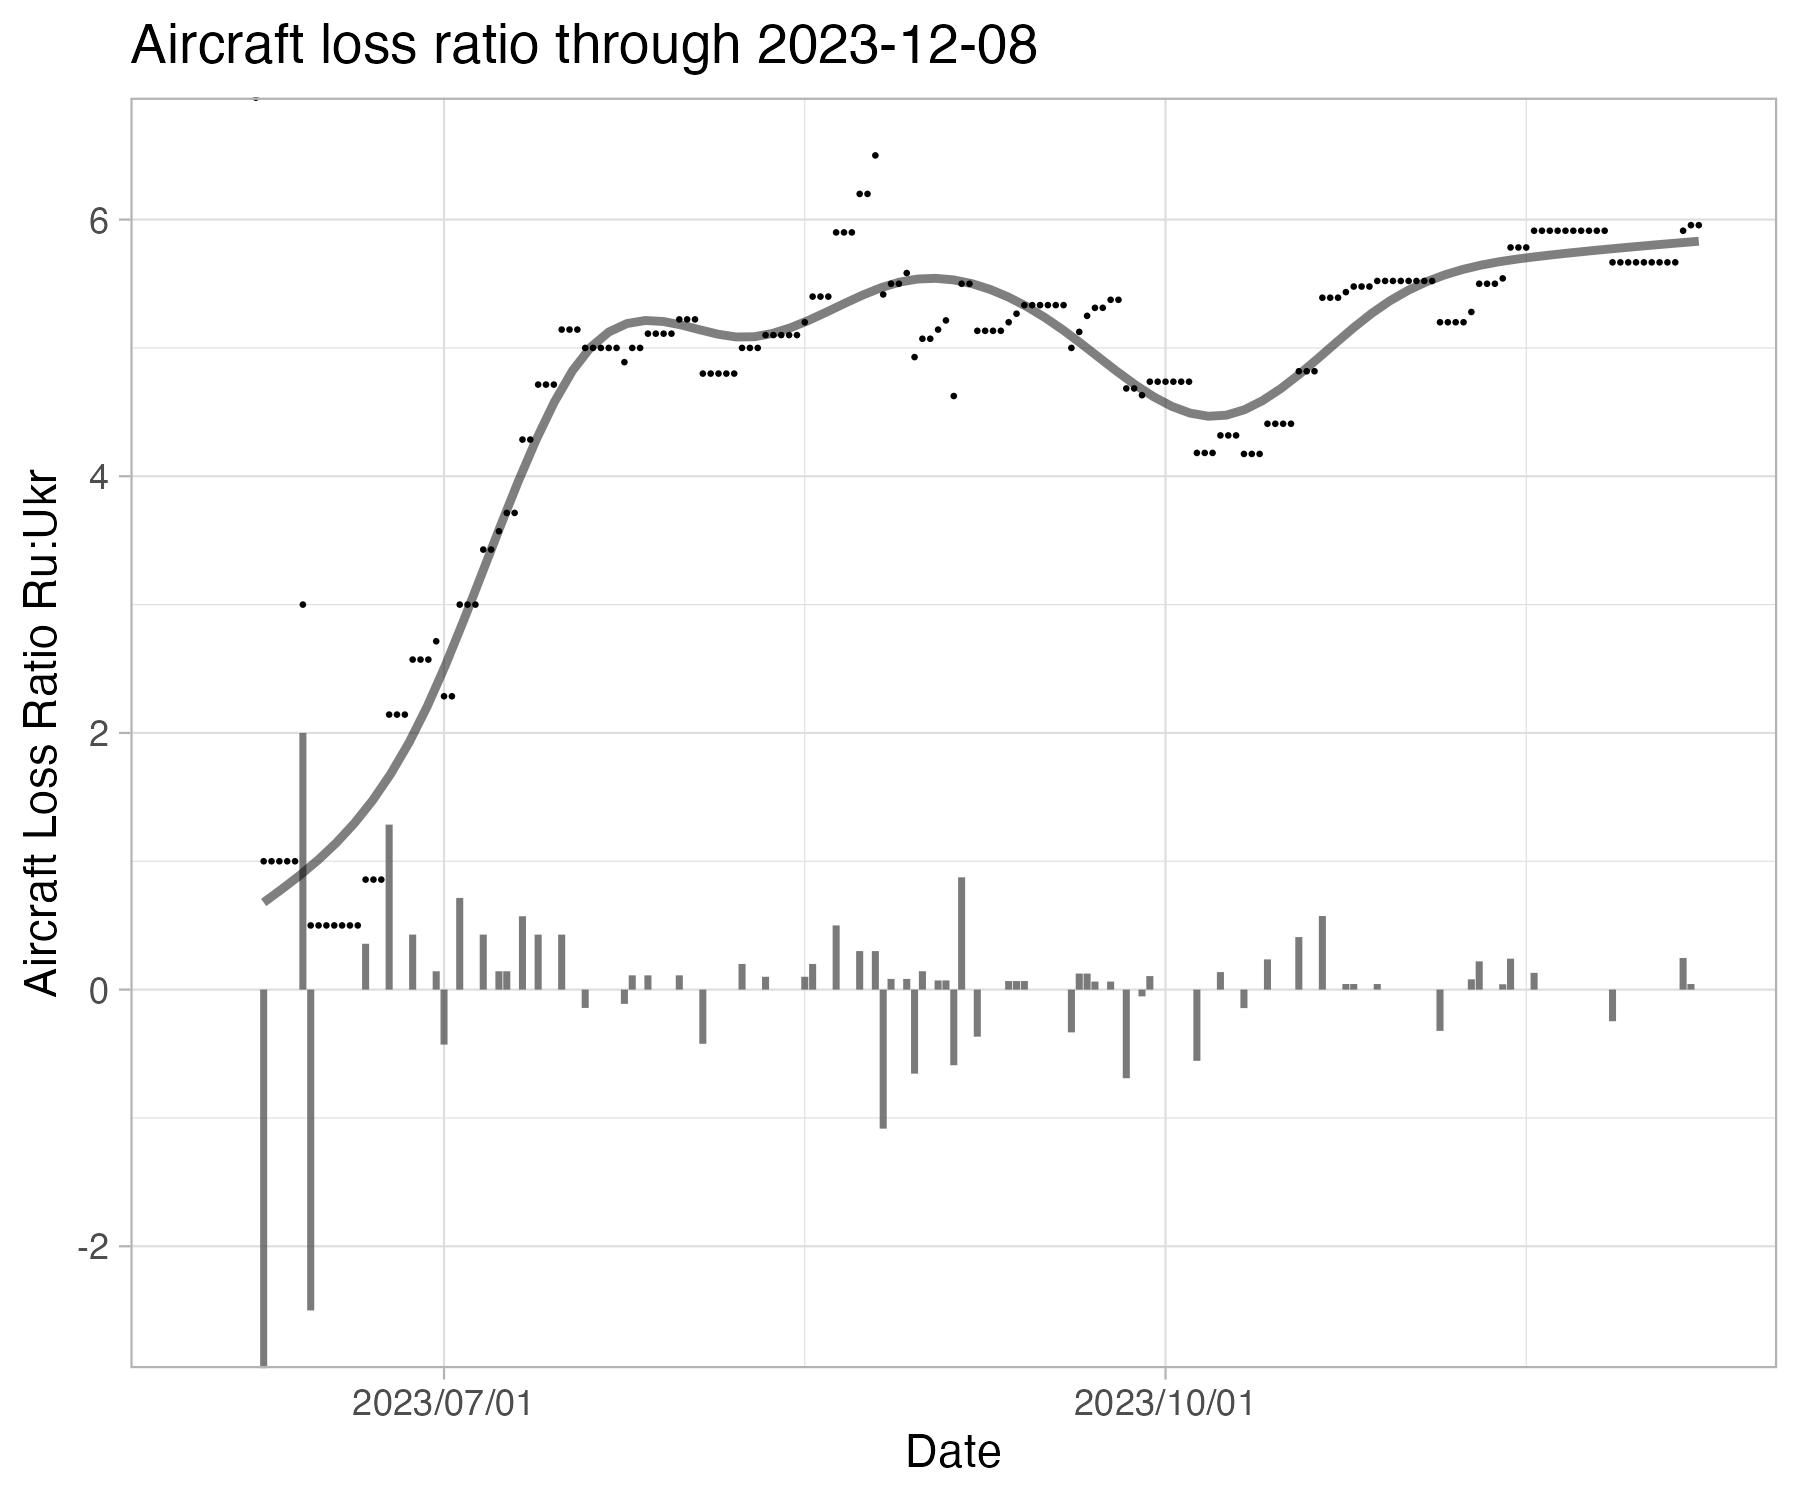 Aircraft loss ratio through 2023-12-08
Aircraft Loss Ratio Ru:Ukr
6
4
2
0
-2
2023/07/01
2023/10/01
Date